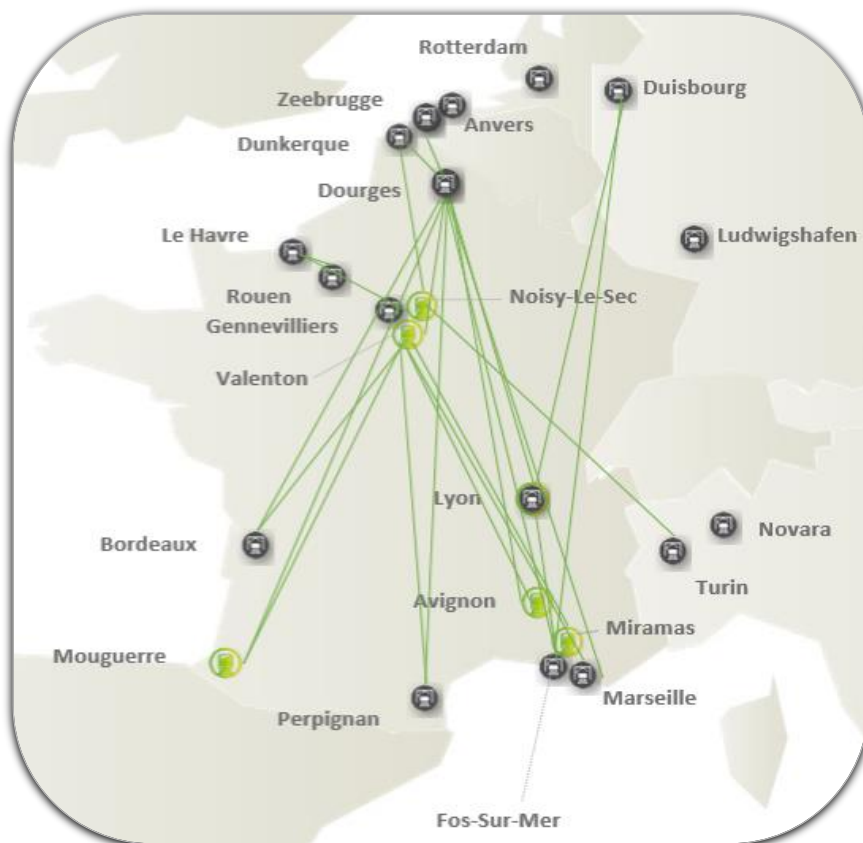 Rotterdam
Duisbourg
Zeebrugge
Anvers
Dunkerque
Dourges
Le Havre
Ludwigshafen
Rouen
Noisy-Le-Sec
Gennevilliers
Valenton
Lyon
Novara
Bordeaux
Turin
Avignon
Miramas
Mouguerre
Marseille
Perpignan
Fos-Sur-Mer